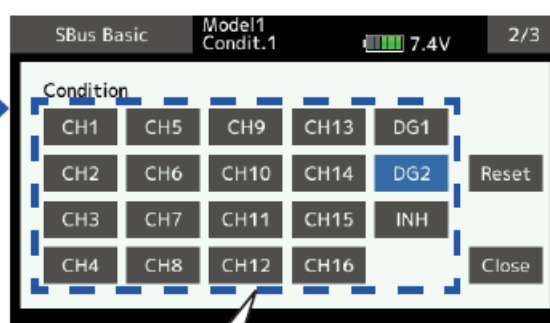 SBus Basic Model1 Condit.1 7.4V 2/3
Condition
CH1 CH5 CH9 CH13 DG1
CH2 CH6 CH10 CH14 DG2 Reset
CH3 CH7 CH11 CH15 INH
CH4 CH8 CH12 CH16 Close